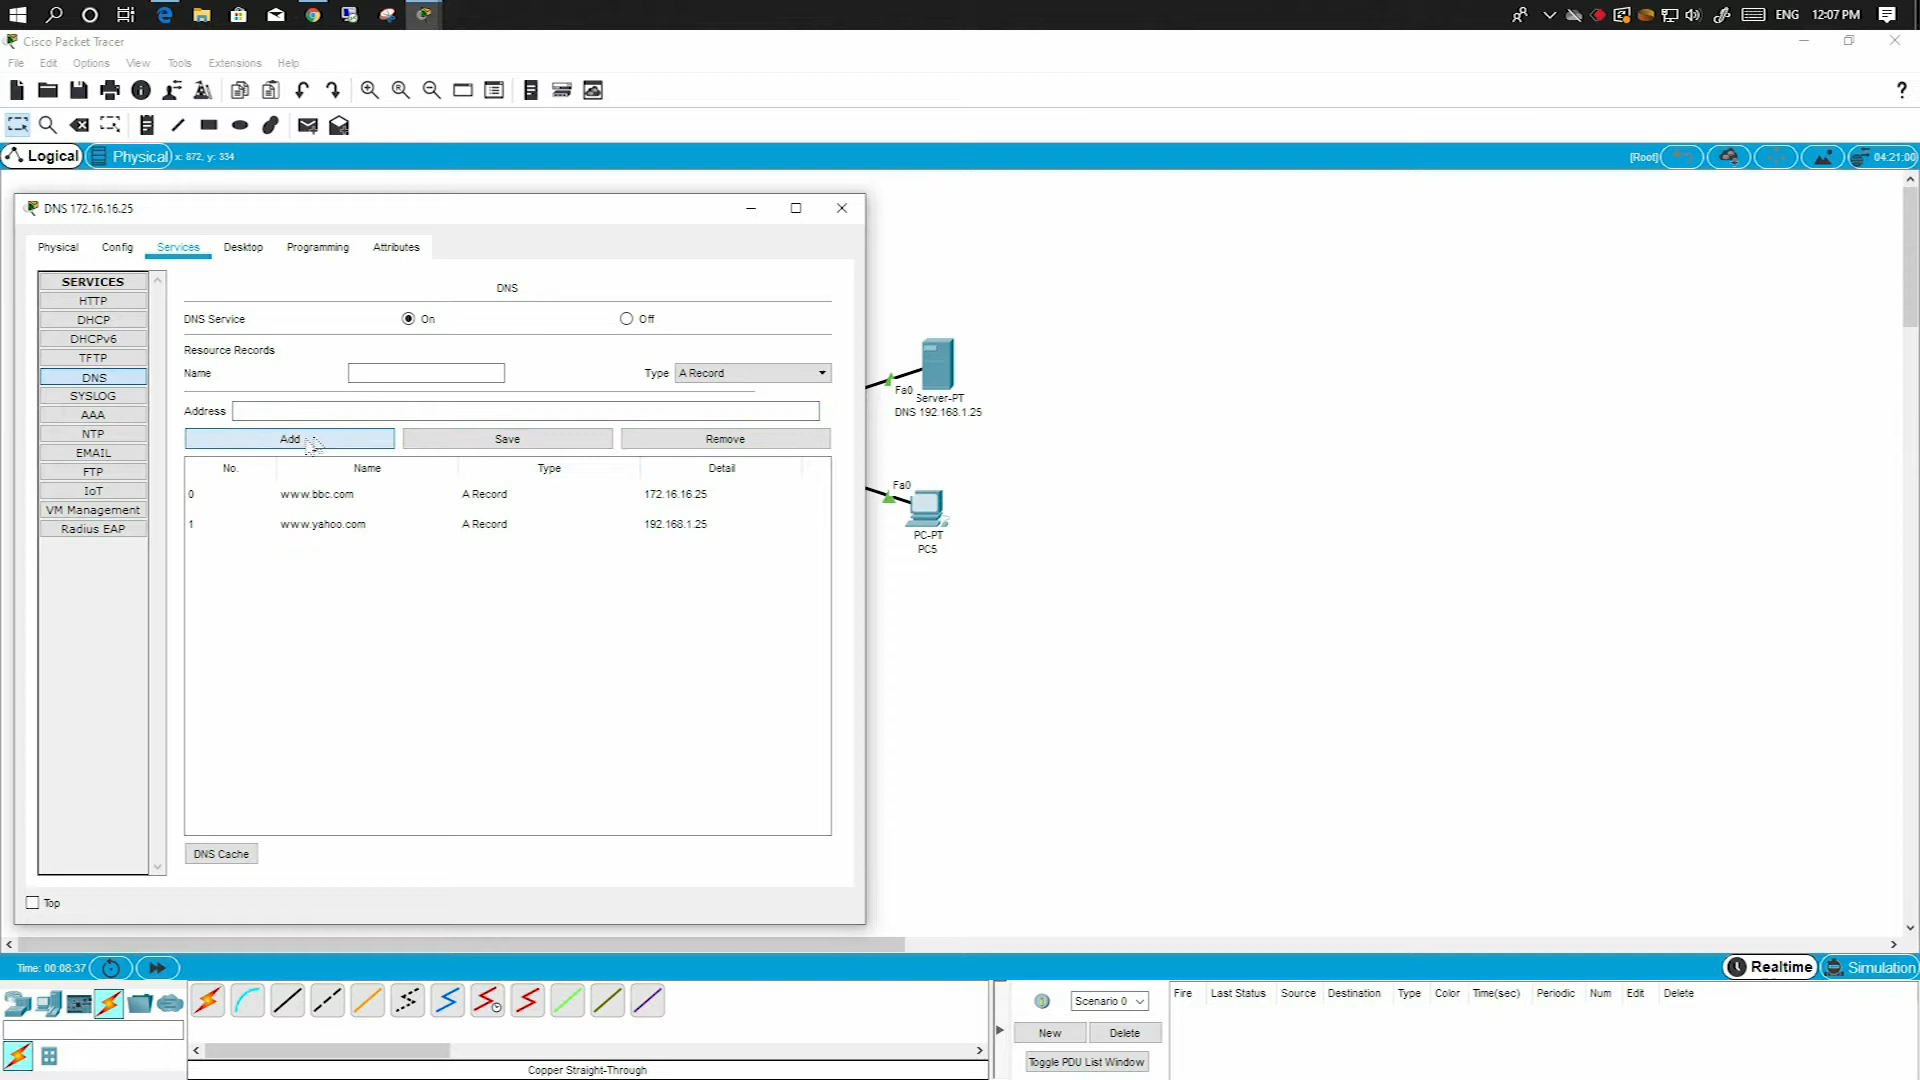 ENG 12:07 PM
Cisco Packet Tracer
File Edit Options View Tools Extensions Help
?
Logical Physical x: 872, y: 334 [Root] 04:21:00
DNS 172.16.16.25
Physical Config Services Desktop Programming Attributes
SERVICES
HTTP
DHCP
DHCPv6
TFTP
DNS
SYSLOG
AAA
NTP
EMAIL
FTP
IoT
VM Management
Radius EAP
DNS
DNS Service On Off
Resource Records
Name Type A Record
Address
Add Save Remove
No. Name Type Detail
0 www.bbc.com A Record 172.16.16.25
1 www.yahoo.com A Record 192.168.1.25
DNS Cache
Top
Fa0
Server-PT
DNS 192.168.1.25
Fa0
PC-PT
PC5
Time: 00:08:37 Realtime Simulation
Scenario 0
New Delete
Toggle PDU List Window
Fire Last Status Source Destination Type Color Time(sec) Periodic Num Edit Delete
Copper Straight-Through